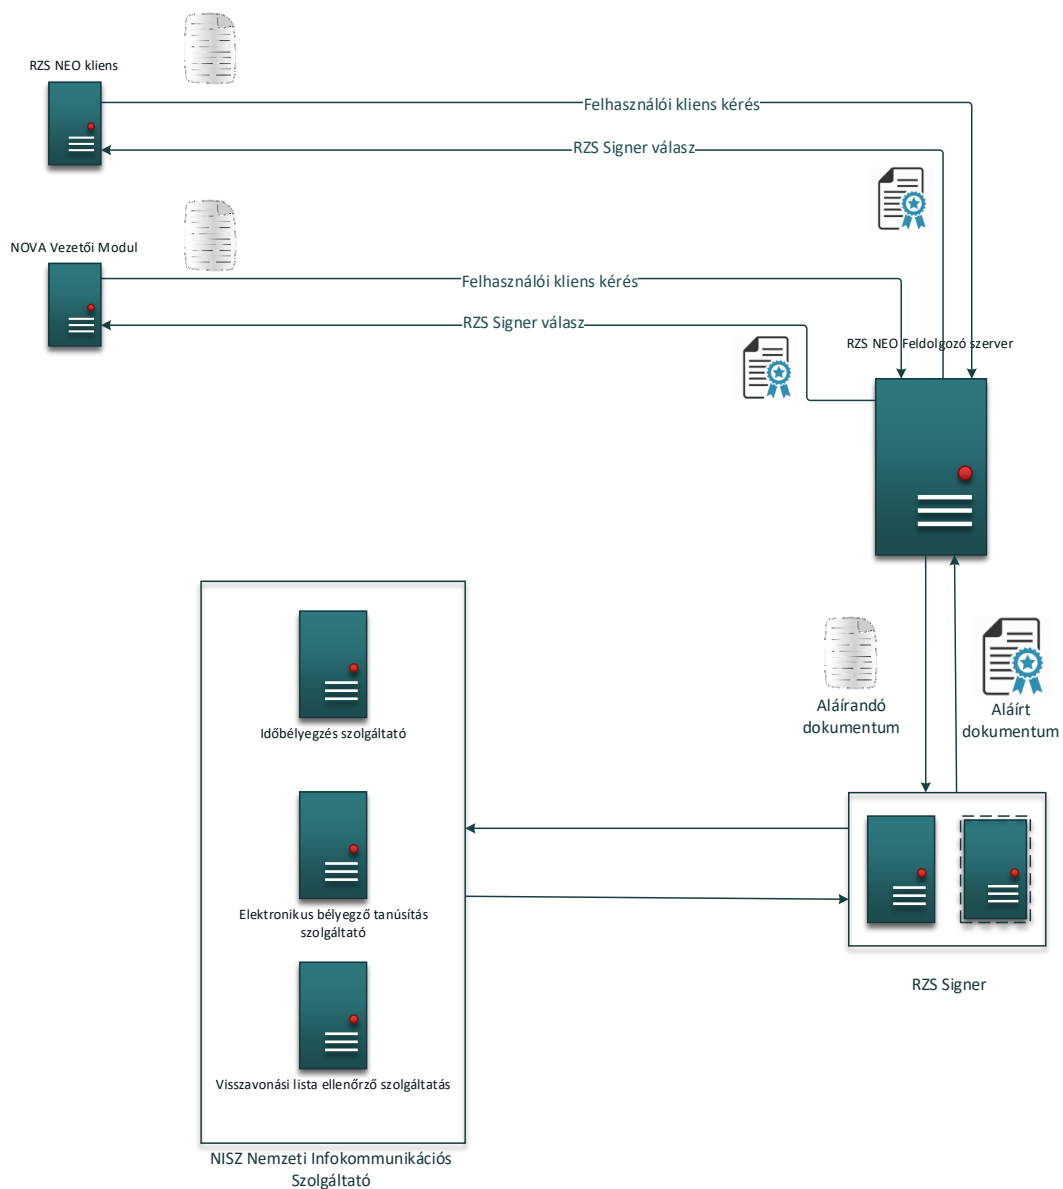 RZS NEO kliens
Felhasználói kliens kérés
RZS Signer válasz
NOVA Vezetői Modul
Felhasználói kliens kérés
RZS Signer válasz
RZS NEO Feldolgozó szerver
Időbélyegzés szolgáltató
Aláírandó
dokumentum
Aláírt
dokumentum
Elektronikus bélyegző tanúsítás
szolgáltató
RZS Signer
Visszavonási lista ellenőrző szolgáltatás
NISZ Nemzeti Infokommunikációs
Szolgáltató